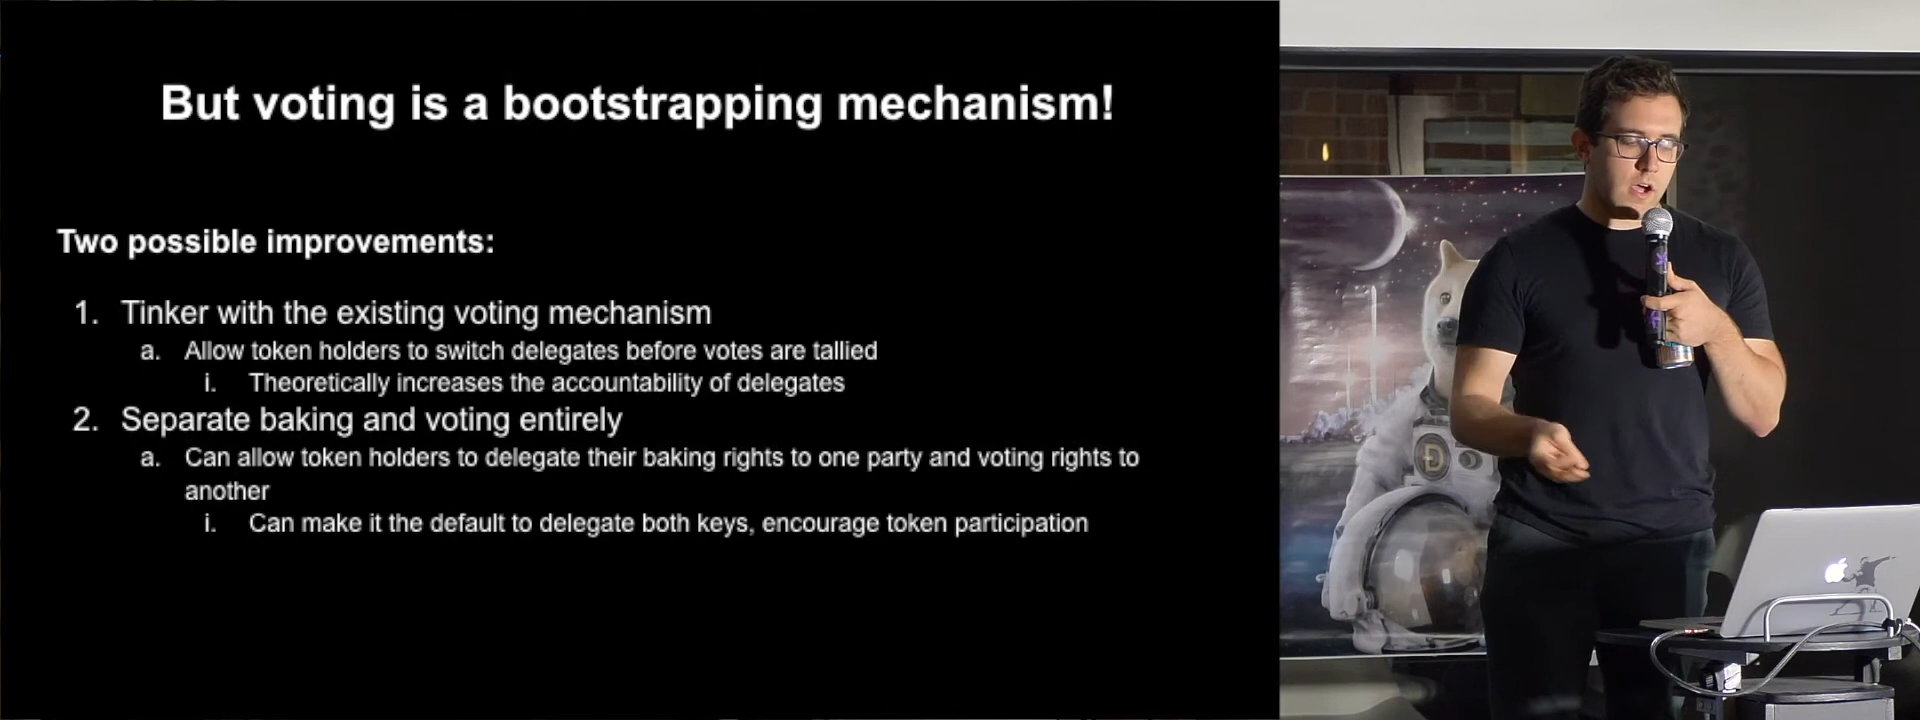 But voting is a bootstrapping mechanism!
Two possible improvements:
1. Tinker with the existing voting mechanism
a. Allow token holders to switch delegates before votes are tallied
i. Theoretically increases the accountability of delegates
2. Separate baking and voting entirely
a. Can allow token holders to delegate their baking rights to one party and voting rights to
another
i. Can make it the default to delegate both keys, encourage token participation